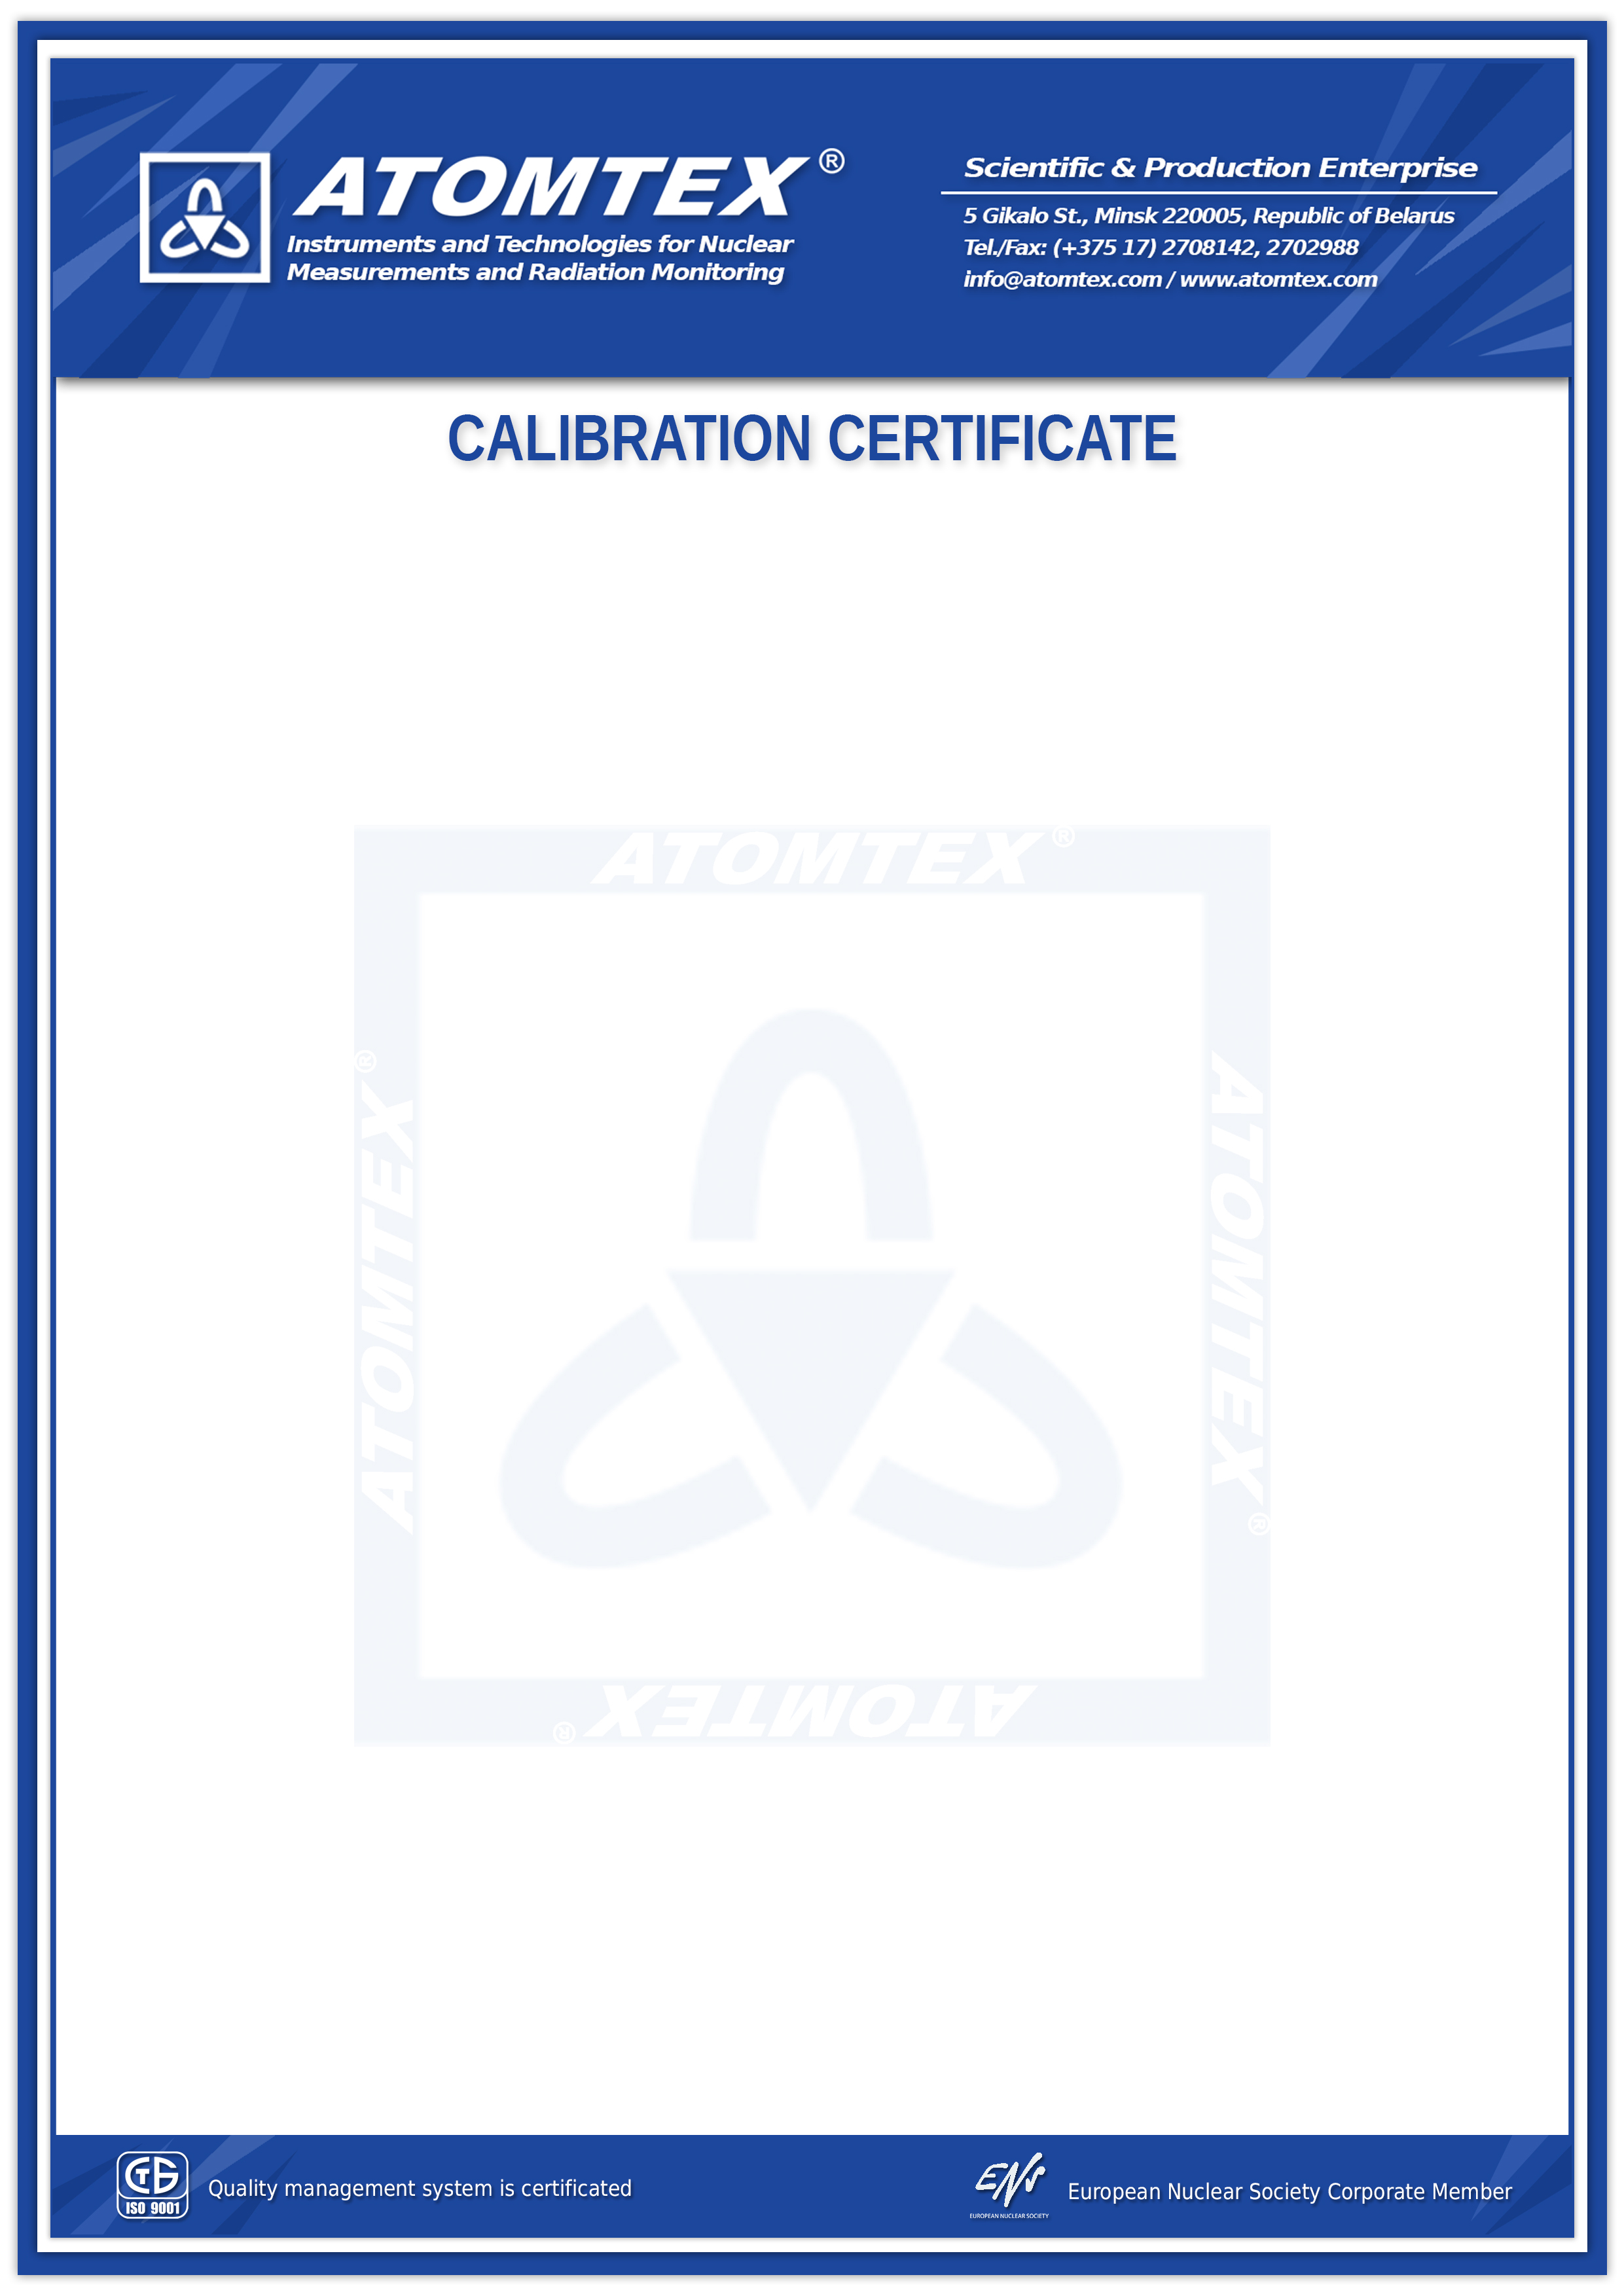 ATOMTEX®
Instruments and Technologies for Nuclear
Measurements and Radiation Monitoring
Scientific & Production Enterprise
5 Gikalo St., Minsk 220005, Republic of Belarus
Tel./Fax: (+375 17) 2708142, 2702988
info@atomtex.com / www.atomtex.com
CALIBRATION CERTIFICATE
ATOMTEX®
ATOMTEX®
ATOMTEX®
ATOMTEX®
СТБ
ISO 9001
Quality management system is certificated
ENS
EUROPEAN NUCLEAR SOCIETY
European Nuclear Society Corporate Member